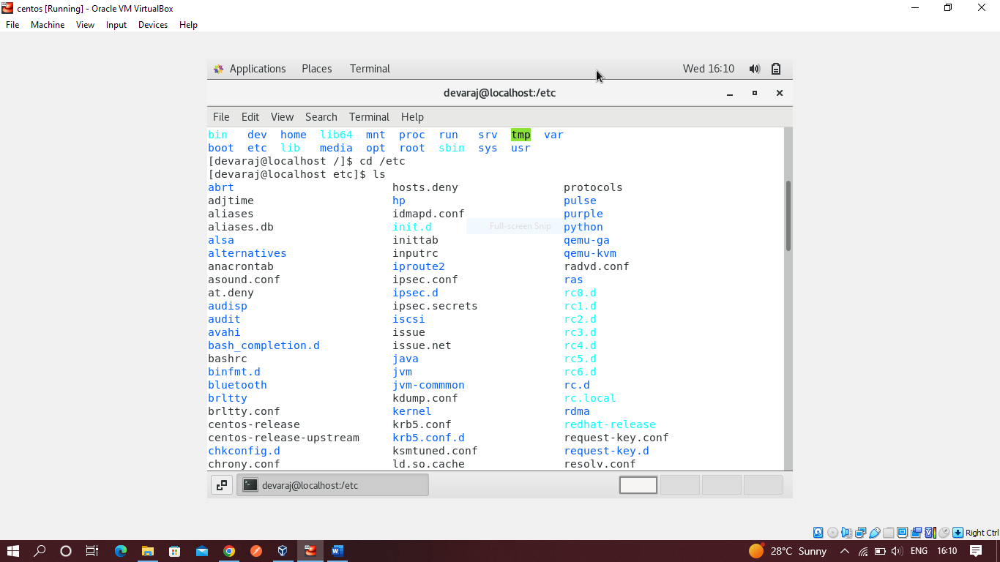 centos [Running] - Oracle VM VirtualBox
File Machine View Input Devices Help
Applications Places Terminal Wed 16:10
devaraj@localhost:/etc
File Edit View Search Terminal Help
bin dev home lib64 mnt proc run srv tmp var
boot etc lib media opt root sbin sys usr
[devaraj@localhost /]$ cd /etc
[devaraj@localhost etc]$ ls
abrt hosts.deny protocols
adjtime hp pulse
aliases idmapd.conf purple
aliases.db init.d Full-screen Snip python
alsa inittab qemu-ga
alternatives inputrc qemu-kvm
anacrontab iproute2 radvd.conf
asound.conf ipsec.conf ras
at.deny ipsec.d rc0.d
audisp ipsec.secrets rc1.d
audit iscsi rc2.d
avahi issue rc3.d
bash_completion.d issue.net rc4.d
bashrc java rc5.d
binfmt.d jvm rc6.d
bluetooth jvm-commmon rc.d
brltty kdump.conf rc.local
brltty.conf kernel rdma
centos-release krb5.conf redhat-release
centos-release-upstream krb5.conf.d request-key.conf
chkconfig.d ksmtuned.conf request-key.d
chrony.conf ld.so.cache resolv.conf
devaraj@localhost:/etc
Right Ctrl
28°C Sunny ENG 16:10